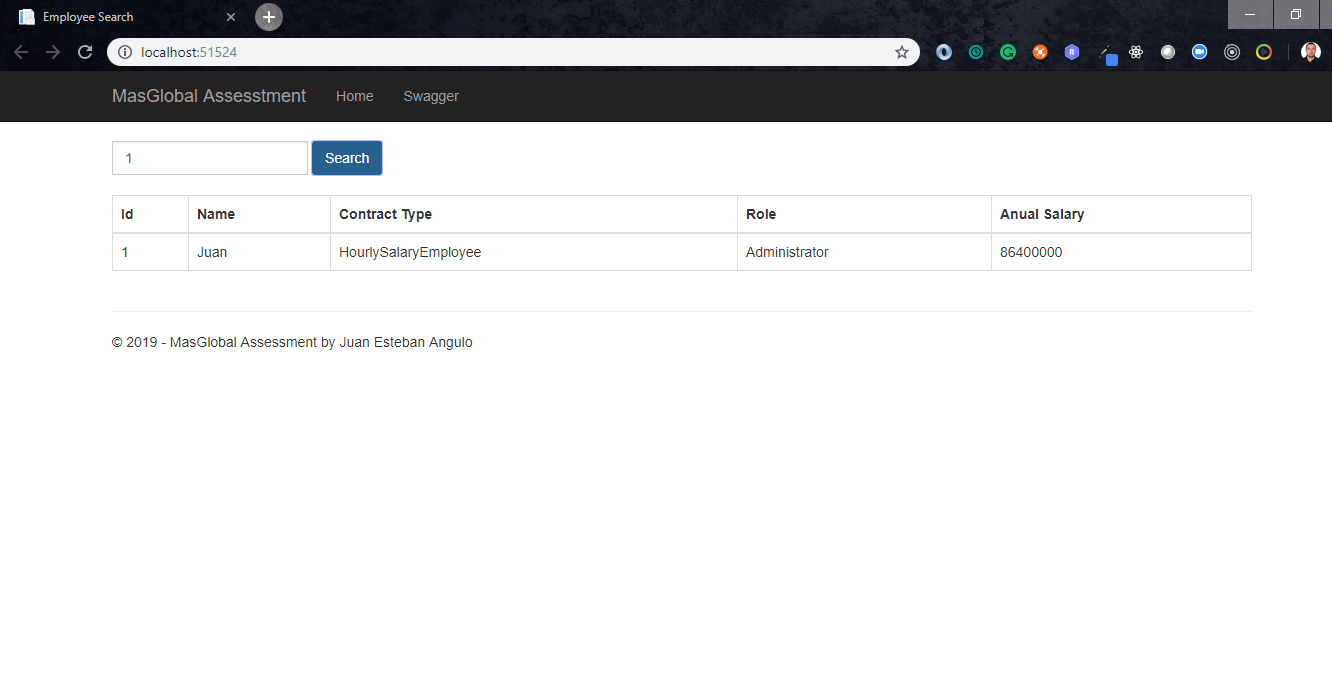 Employee Search
localhost:51524
MasGlobal Assesstment Home Swagger
1 Search
Id Name Contract Type Role Anual Salary
1 Juan HourlySalaryEmployee Administrator 86400000
© 2019 - MasGlobal Assessment by Juan Esteban Angulo